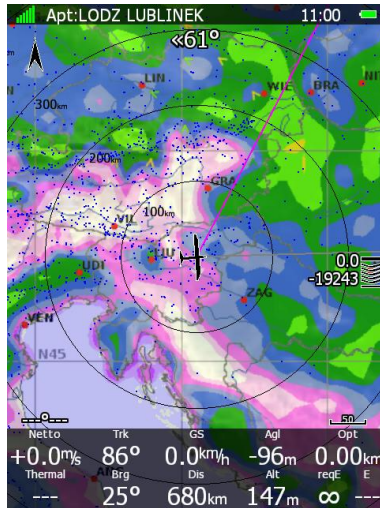 Apt:LODZ LUBLINEK 11:00
«61°
LIN
WIE
BRA
NI
300km
200km
GRA
100km
VIL
LJU
UDI
0.0
-19243
ZAG
VEN
N45
---°---
50
Netto Trk GS Agl Opt
+0.0m/s 86° 0.0km/h -96m 0.00km
Thermal Brg Dis Alt reqE E
--- 25° 680km 147m ∞ ---
AN